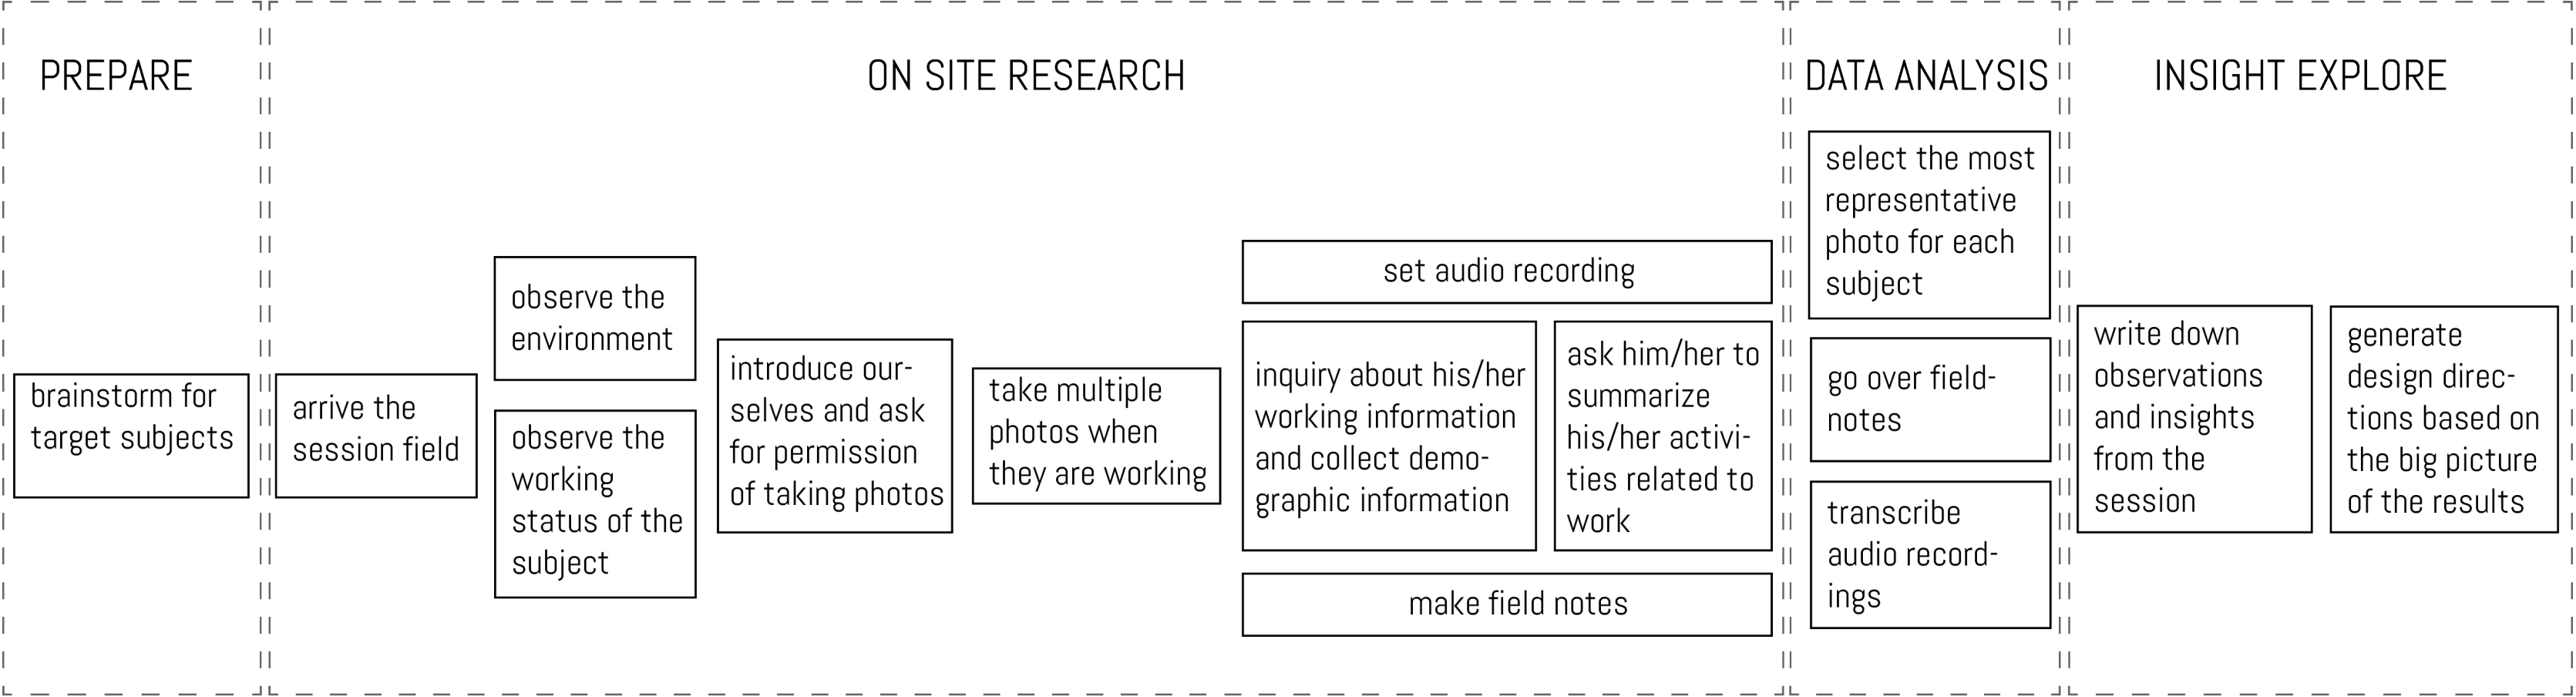 PREPARE
brainstorm for
target subjects
ON SITE RESEARCH
arrive the
session field
observe the
environment
observe the
working
status of the
subject
introduce our-
selves and ask
for permission
of taking photos
take multiple
photos when
they are working
set audio recording
inquiry about his/her
working information
and collect demo-
graphic information
ask him/her to
summarize
his/her activi-
ties related to
work
make field notes
DATA ANALYSIS
select the most
representative
photo for each
subject
go over field-
notes
transcribe
audio record-
ings
INSIGHT EXPLORE
write down
observations
and insights
from the
session
generate
design direc-
tions based on
the big picture
of the results